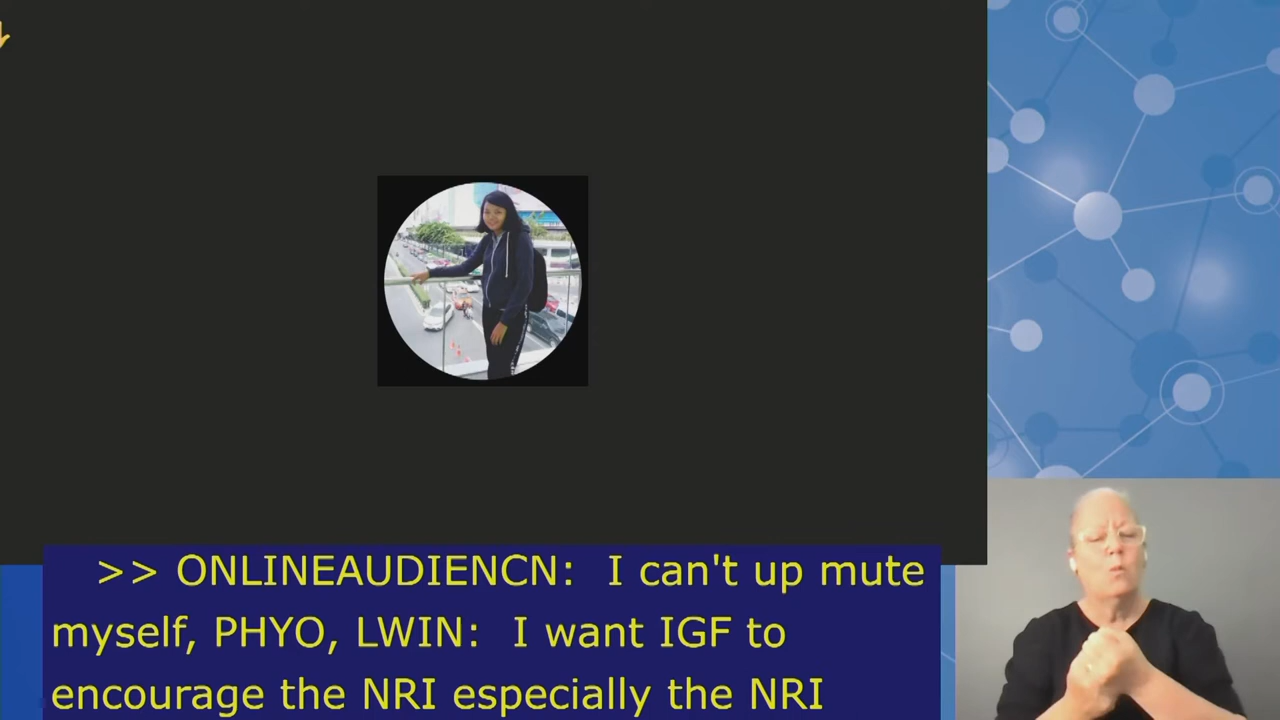 >> ONLINEAUDIENCN: I can't up mute
myself, PHYO, LWIN: I want IGF to
encourage the NRI especially the NRI